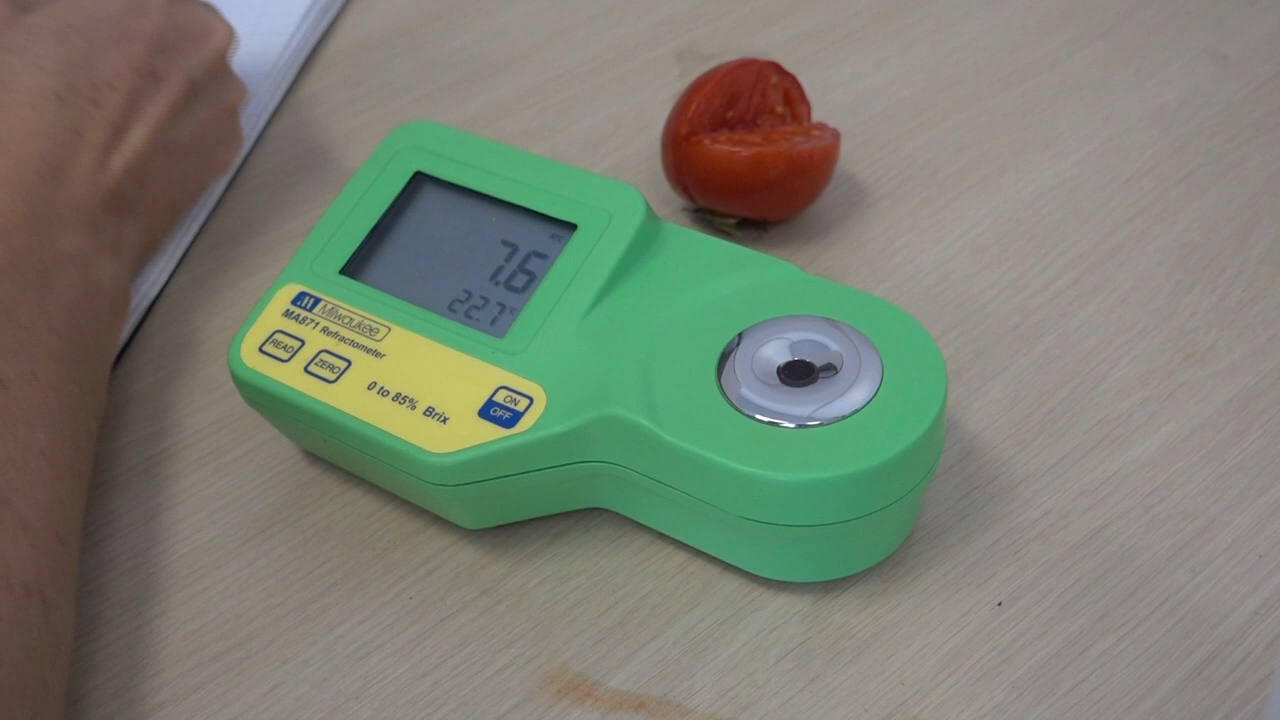 7.6
22.7°
Milwaukee
MA871 Refractometer
READ
ZERO
0 to 85% Brix
ON
OFF